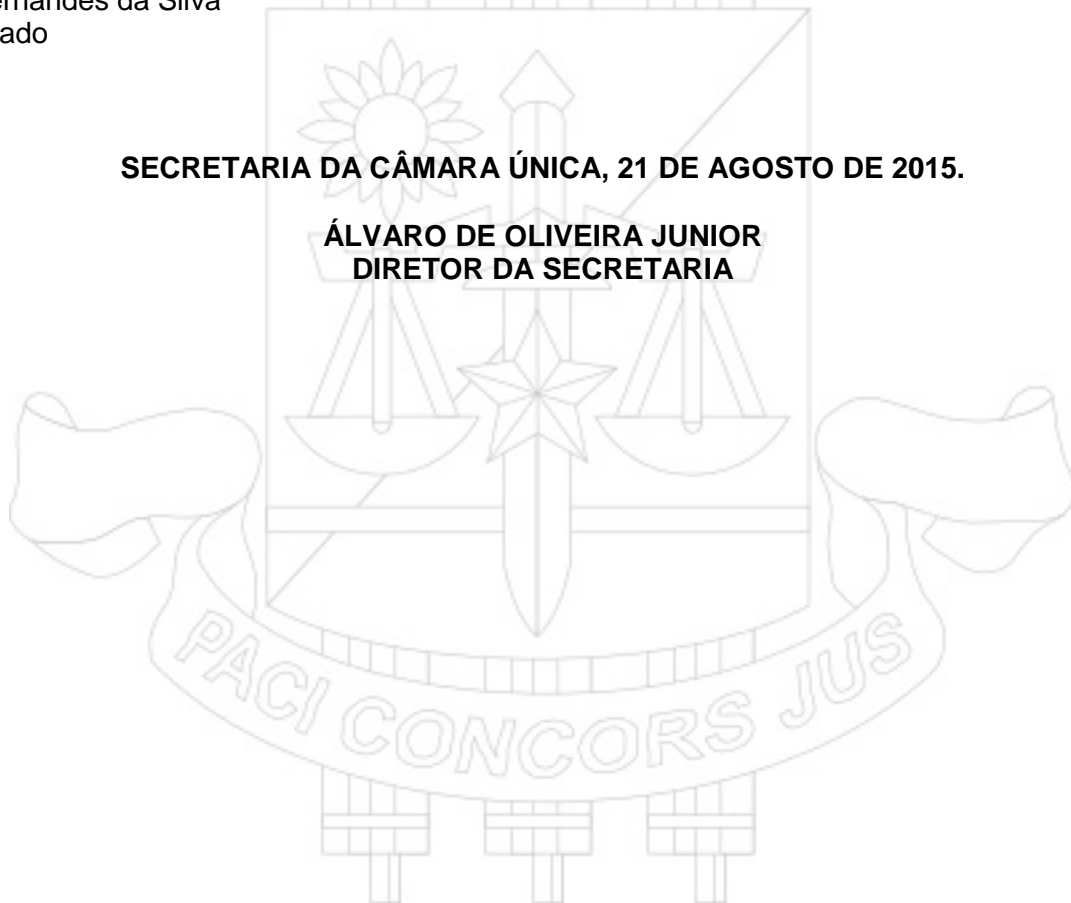 ernandes da Silva
ado
SECRETARIA DA CÂMARA ÚNICA, 21 DE AGOSTO DE 2015.
ÁLVARO DE OLIVEIRA JUNIOR
DIRETOR DA SECRETARIA
PACI CONCORS JUS